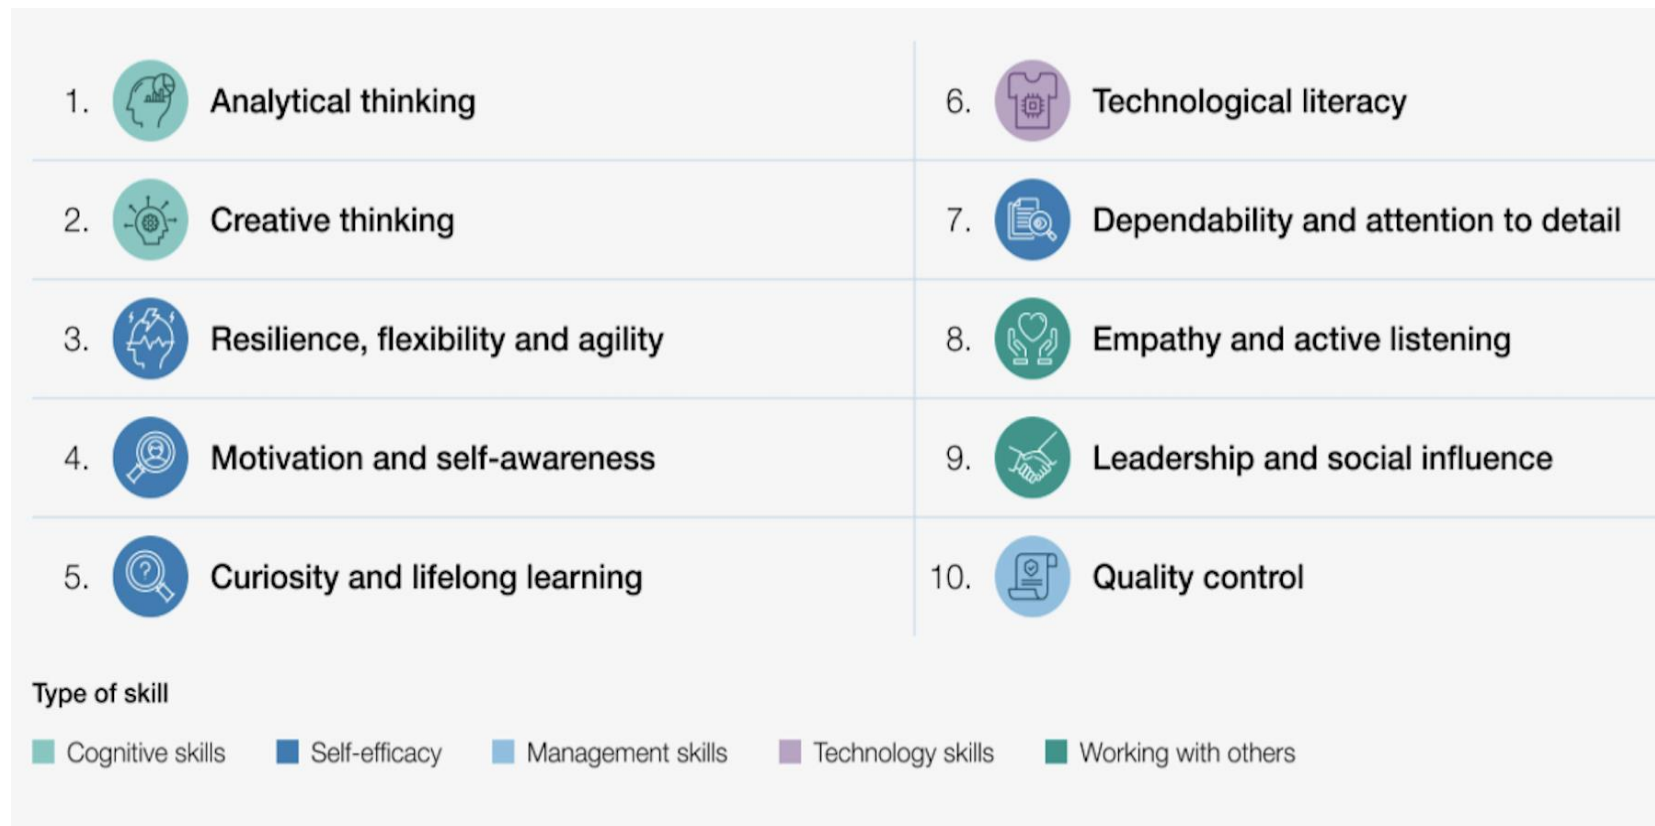 1. Analytical thinking
2. Creative thinking
3. Resilience, flexibility and agility
4. Motivation and self-awareness
5. Curiosity and lifelong learning
6. Technological literacy
7. Dependability and attention to detail
8. Empathy and active listening
9. Leadership and social influence
10. Quality control
Type of skill
Cognitive skills
Self-efficacy
Management skills
Technology skills
Working with others